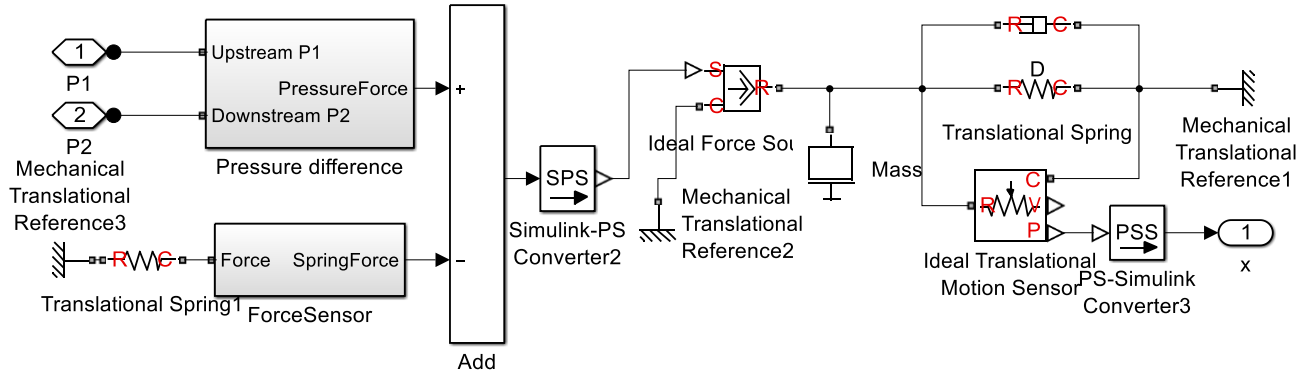 1
P1
2
P2
Upstream P1
PressureForce
Downstream P2
Pressure difference
Mechanical
Translational
Reference3
R C
Translational Spring1
Force SpringForce
ForceSensor
+
−
Add
SPS
Simulink-PS
Converter2
S
R
C
Ideal Force Sou
Mechanical
Translational
Reference2
Mass
R C
D
R C
Translational Spring
Mechanical
Translational
Reference1
C
R V
P
Ideal Translational
Motion Sensor
PSS
PS-Simulink
Converter3
1
x